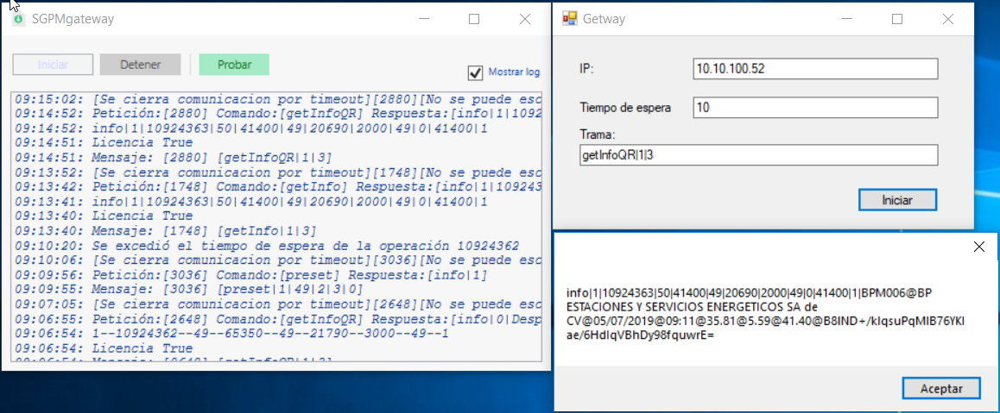 SGPMgateway
Iniciar
Detener
Probar
Mostrar log
09:15:02: [Se cierra comunicacion por timeout][2880][No se puede esc
09:14:52: Petición:[2880] Comando:[getInfoQR] Respuesta:[info|1|1092
09:14:52: info|1|10924363|50|41400|49|20690|2000|49|0|41400|1
09:14:51: Licencia True
09:14:51: Mensaje: [2880] [getInfoQR|1|3]
09:13:52: [Se cierra comunicacion por timeout][1748][No se puede esc
09:13:42: Petición:[1748] Comando:[getInfo] Respuesta:[info|1|109243
09:13:41: info|1|10924363|50|41400|49|20690|2000|49|0|41400|1
09:13:40: Licencia True
09:13:40: Mensaje: [1748] [getInfo|1|3]
09:10:20: Se excedió el tiempo de espera de la operación 10924362
09:10:06: [Se cierra comunicacion por timeout][3036][No se puede esc
09:09:56: Petición:[3036] Comando:[preset] Respuesta:[info|1]
09:09:55: Mensaje: [3036] [preset|1|49|2|3|0]
09:07:05: [Se cierra comunicacion por timeout][2648][No se puede esc
09:06:55: Petición:[2648] Comando:[getInfoQR] Respuesta:[info|0|Desp
09:06:54: 1--10924362--49--65350--49--21790--3000--49--1
09:06:54: Licencia True
09:06:54: Mensaje: [2648] [getInfoQR|1|3]
Getway
IP:
10.10.100.52
Tiempo de espera
10
Trama:
getInfoQR|1|3
Iniciar
info|1|10924363|50|41400|49|20690|2000|49|0|41400|1|BPM006@BP
ESTACIONES Y SERVICIOS ENERGETICOS SA de
CV@05/07/2019@09:11@35.81@5.59@41.40@B8IND+/kIqsuPqMIB76YKl
ae/6HdIqVBhDy98fquwrE=
Aceptar